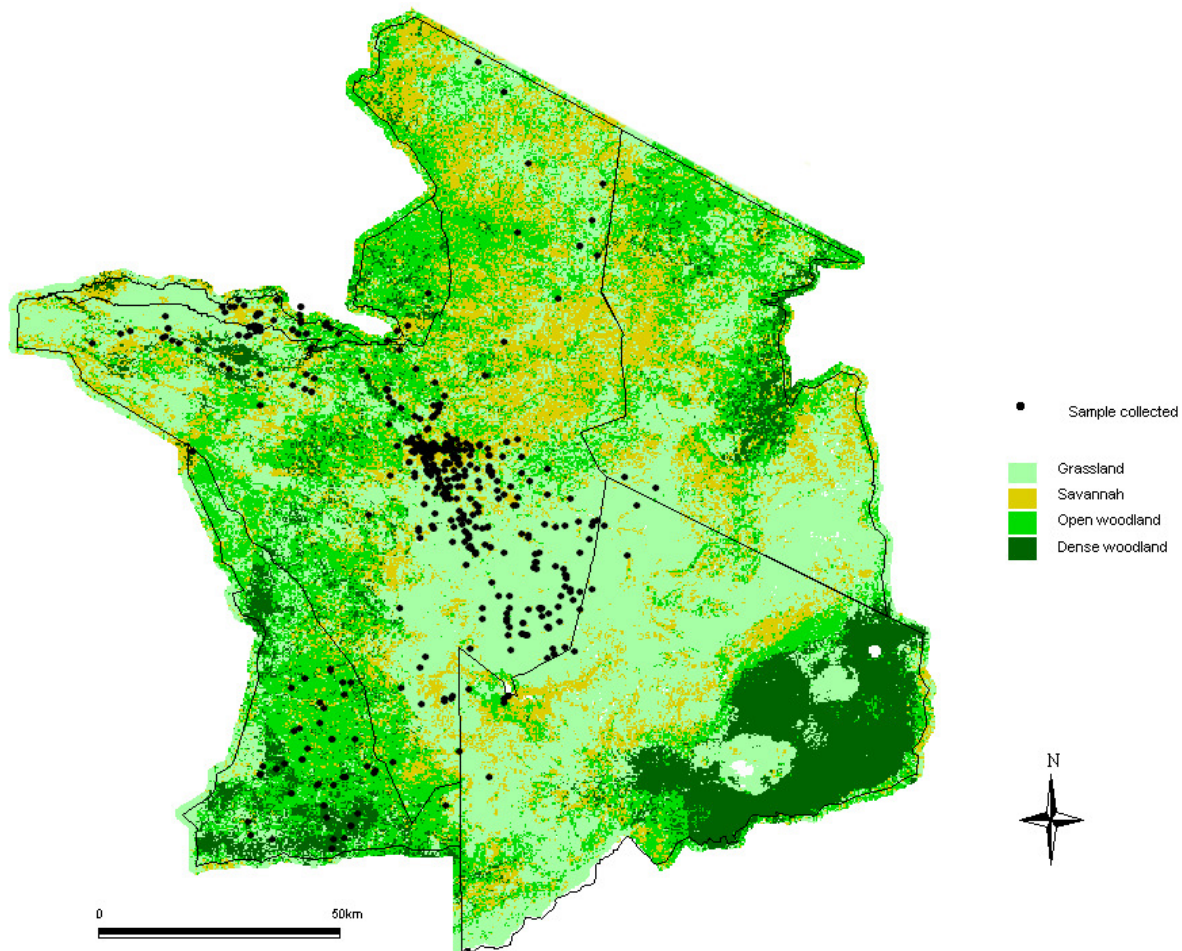 Sample collected
Grassland
Savannah
Open woodland
Dense woodland
N
0 50km